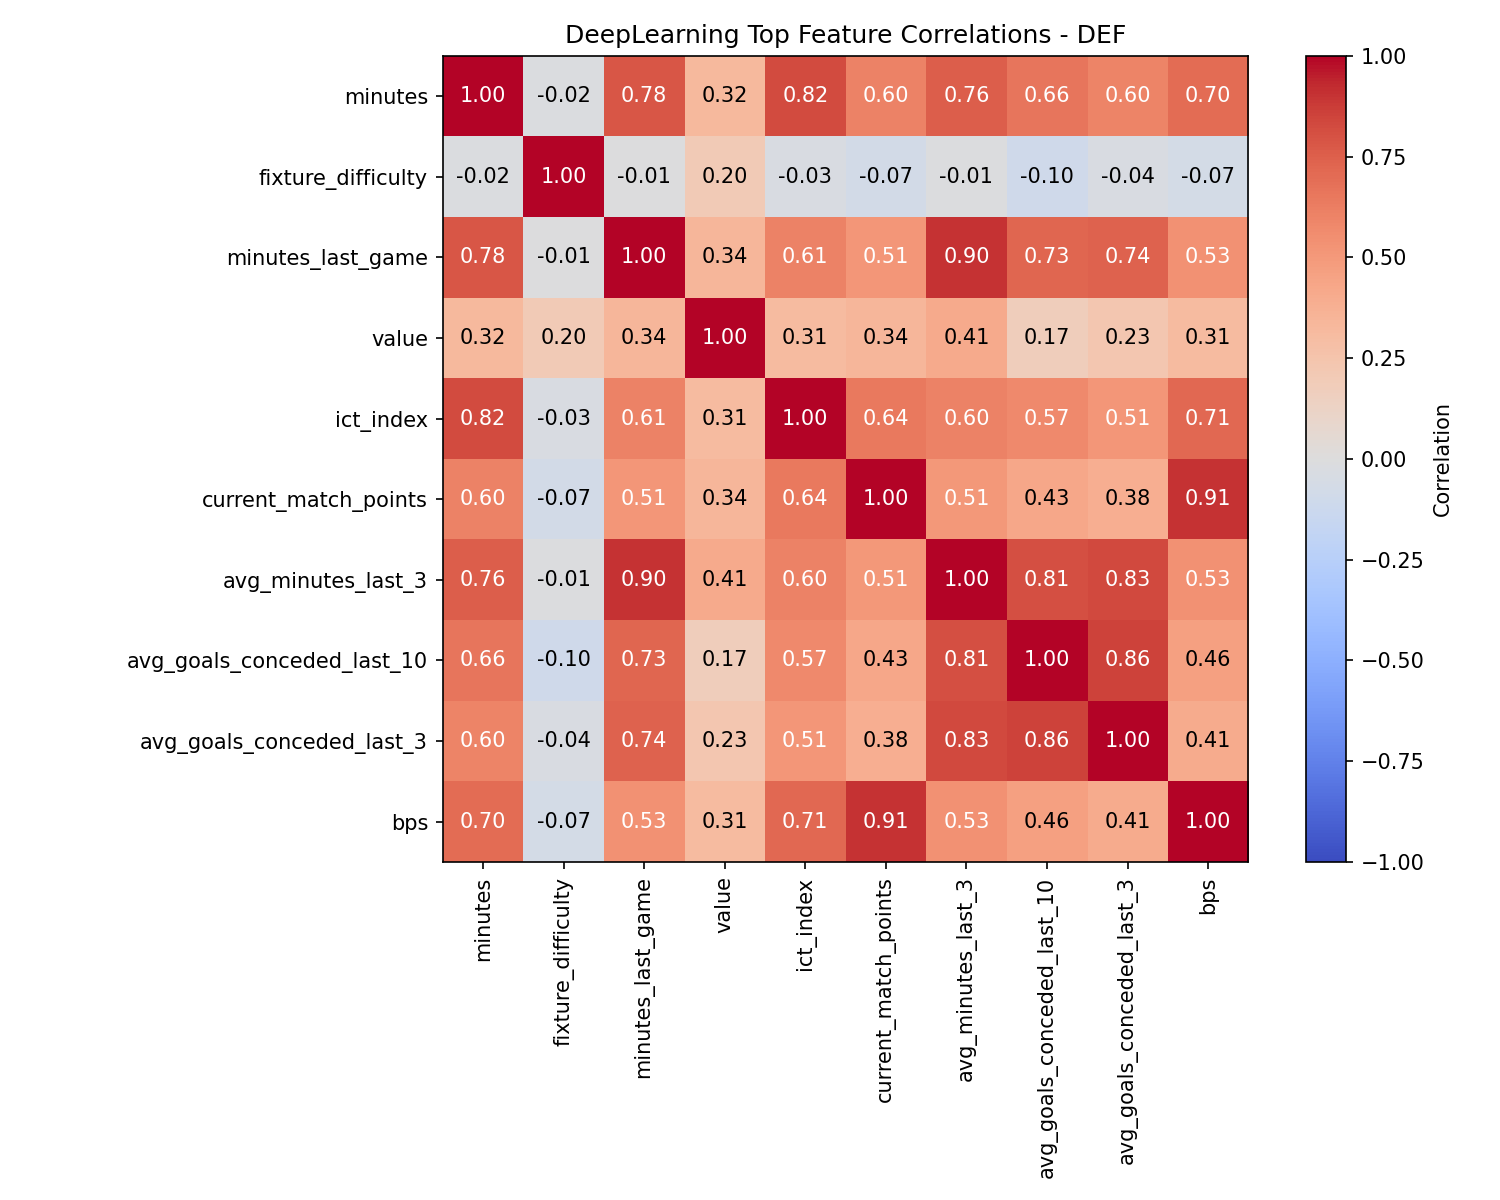 DeepLearning Top Feature Correlations - DEF
minutes 1.00 -0.02 0.78 0.32 0.82 0.60 0.76 0.66 0.60 0.70
fixture_difficulty -0.02 1.00 -0.01 0.20 -0.03 -0.07 -0.01 -0.10 -0.04 -0.07
minutes_last_game 0.78 -0.01 1.00 0.34 0.61 0.51 0.90 0.73 0.74 0.53
value 0.32 0.20 0.34 1.00 0.31 0.34 0.41 0.17 0.23 0.31
ict_index 0.82 -0.03 0.61 0.31 1.00 0.64 0.60 0.57 0.51 0.71
current_match_points 0.60 -0.07 0.51 0.34 0.64 1.00 0.51 0.43 0.38 0.91
avg_minutes_last_3 0.76 -0.01 0.90 0.41 0.60 0.51 1.00 0.81 0.83 0.53
avg_goals_conceded_last_10 0.66 -0.10 0.73 0.17 0.57 0.43 0.81 1.00 0.86 0.46
avg_goals_conceded_last_3 0.60 -0.04 0.74 0.23 0.51 0.38 0.83 0.86 1.00 0.41
bps 0.70 -0.07 0.53 0.31 0.71 0.91 0.53 0.46 0.41 1.00
minutes
fixture_difficulty
minutes_last_game
value
ict_index
current_match_points
avg_minutes_last_3
avg_goals_conceded_last_10
avg_goals_conceded_last_3
bps
1.00
0.75
0.50
0.25
0.00
−0.25
−0.50
−0.75
−1.00
Correlation